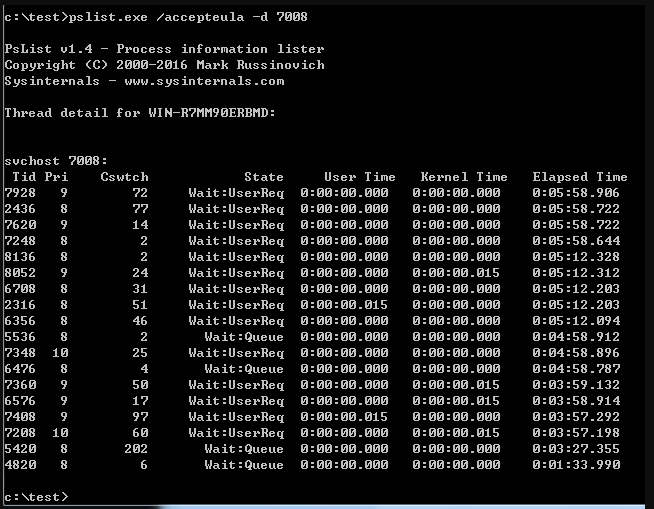 c:\test>pslist.exe /accepteula -d 7008
PsList v1.4 - Process information lister
Copyright (C) 2000-2016 Mark Russinovich
Sysinternals - www.sysinternals.com
Thread detail for WIN-R7MM90ERBMD:
svchost 7008:
Tid Pri Cswtch State User Time Kernel Time Elapsed Time
7928 9 72 Wait:UserReq 0:00:00.000 0:00:00.000 0:05:58.906
2436 8 77 Wait:UserReq 0:00:00.000 0:00:00.000 0:05:58.722
7620 9 14 Wait:UserReq 0:00:00.000 0:00:00.000 0:05:58.722
7248 8 2 Wait:UserReq 0:00:00.000 0:00:00.000 0:05:58.644
8136 8 2 Wait:UserReq 0:00:00.000 0:00:00.000 0:05:12.328
8052 9 24 Wait:UserReq 0:00:00.000 0:00:00.015 0:05:12.312
6708 8 31 Wait:UserReq 0:00:00.000 0:00:00.000 0:05:12.203
2316 8 51 Wait:UserReq 0:00:00.015 0:00:00.000 0:05:12.203
6356 8 46 Wait:UserReq 0:00:00.000 0:00:00.000 0:05:12.094
5536 8 2 Wait:Queue 0:00:00.000 0:00:00.000 0:04:58.912
7348 10 25 Wait:UserReq 0:00:00.000 0:00:00.000 0:04:58.896
6476 8 4 Wait:Queue 0:00:00.000 0:00:00.000 0:04:58.787
7360 9 50 Wait:UserReq 0:00:00.000 0:00:00.015 0:03:59.132
6576 9 17 Wait:UserReq 0:00:00.000 0:00:00.015 0:03:58.914
7408 9 97 Wait:UserReq 0:00:00.015 0:00:00.000 0:03:57.292
7208 10 60 Wait:UserReq 0:00:00.000 0:00:00.015 0:03:57.198
5420 8 202 Wait:Queue 0:00:00.000 0:00:00.000 0:03:27.355
4820 8 6 Wait:Queue 0:00:00.000 0:00:00.000 0:01:33.990
c:\test>